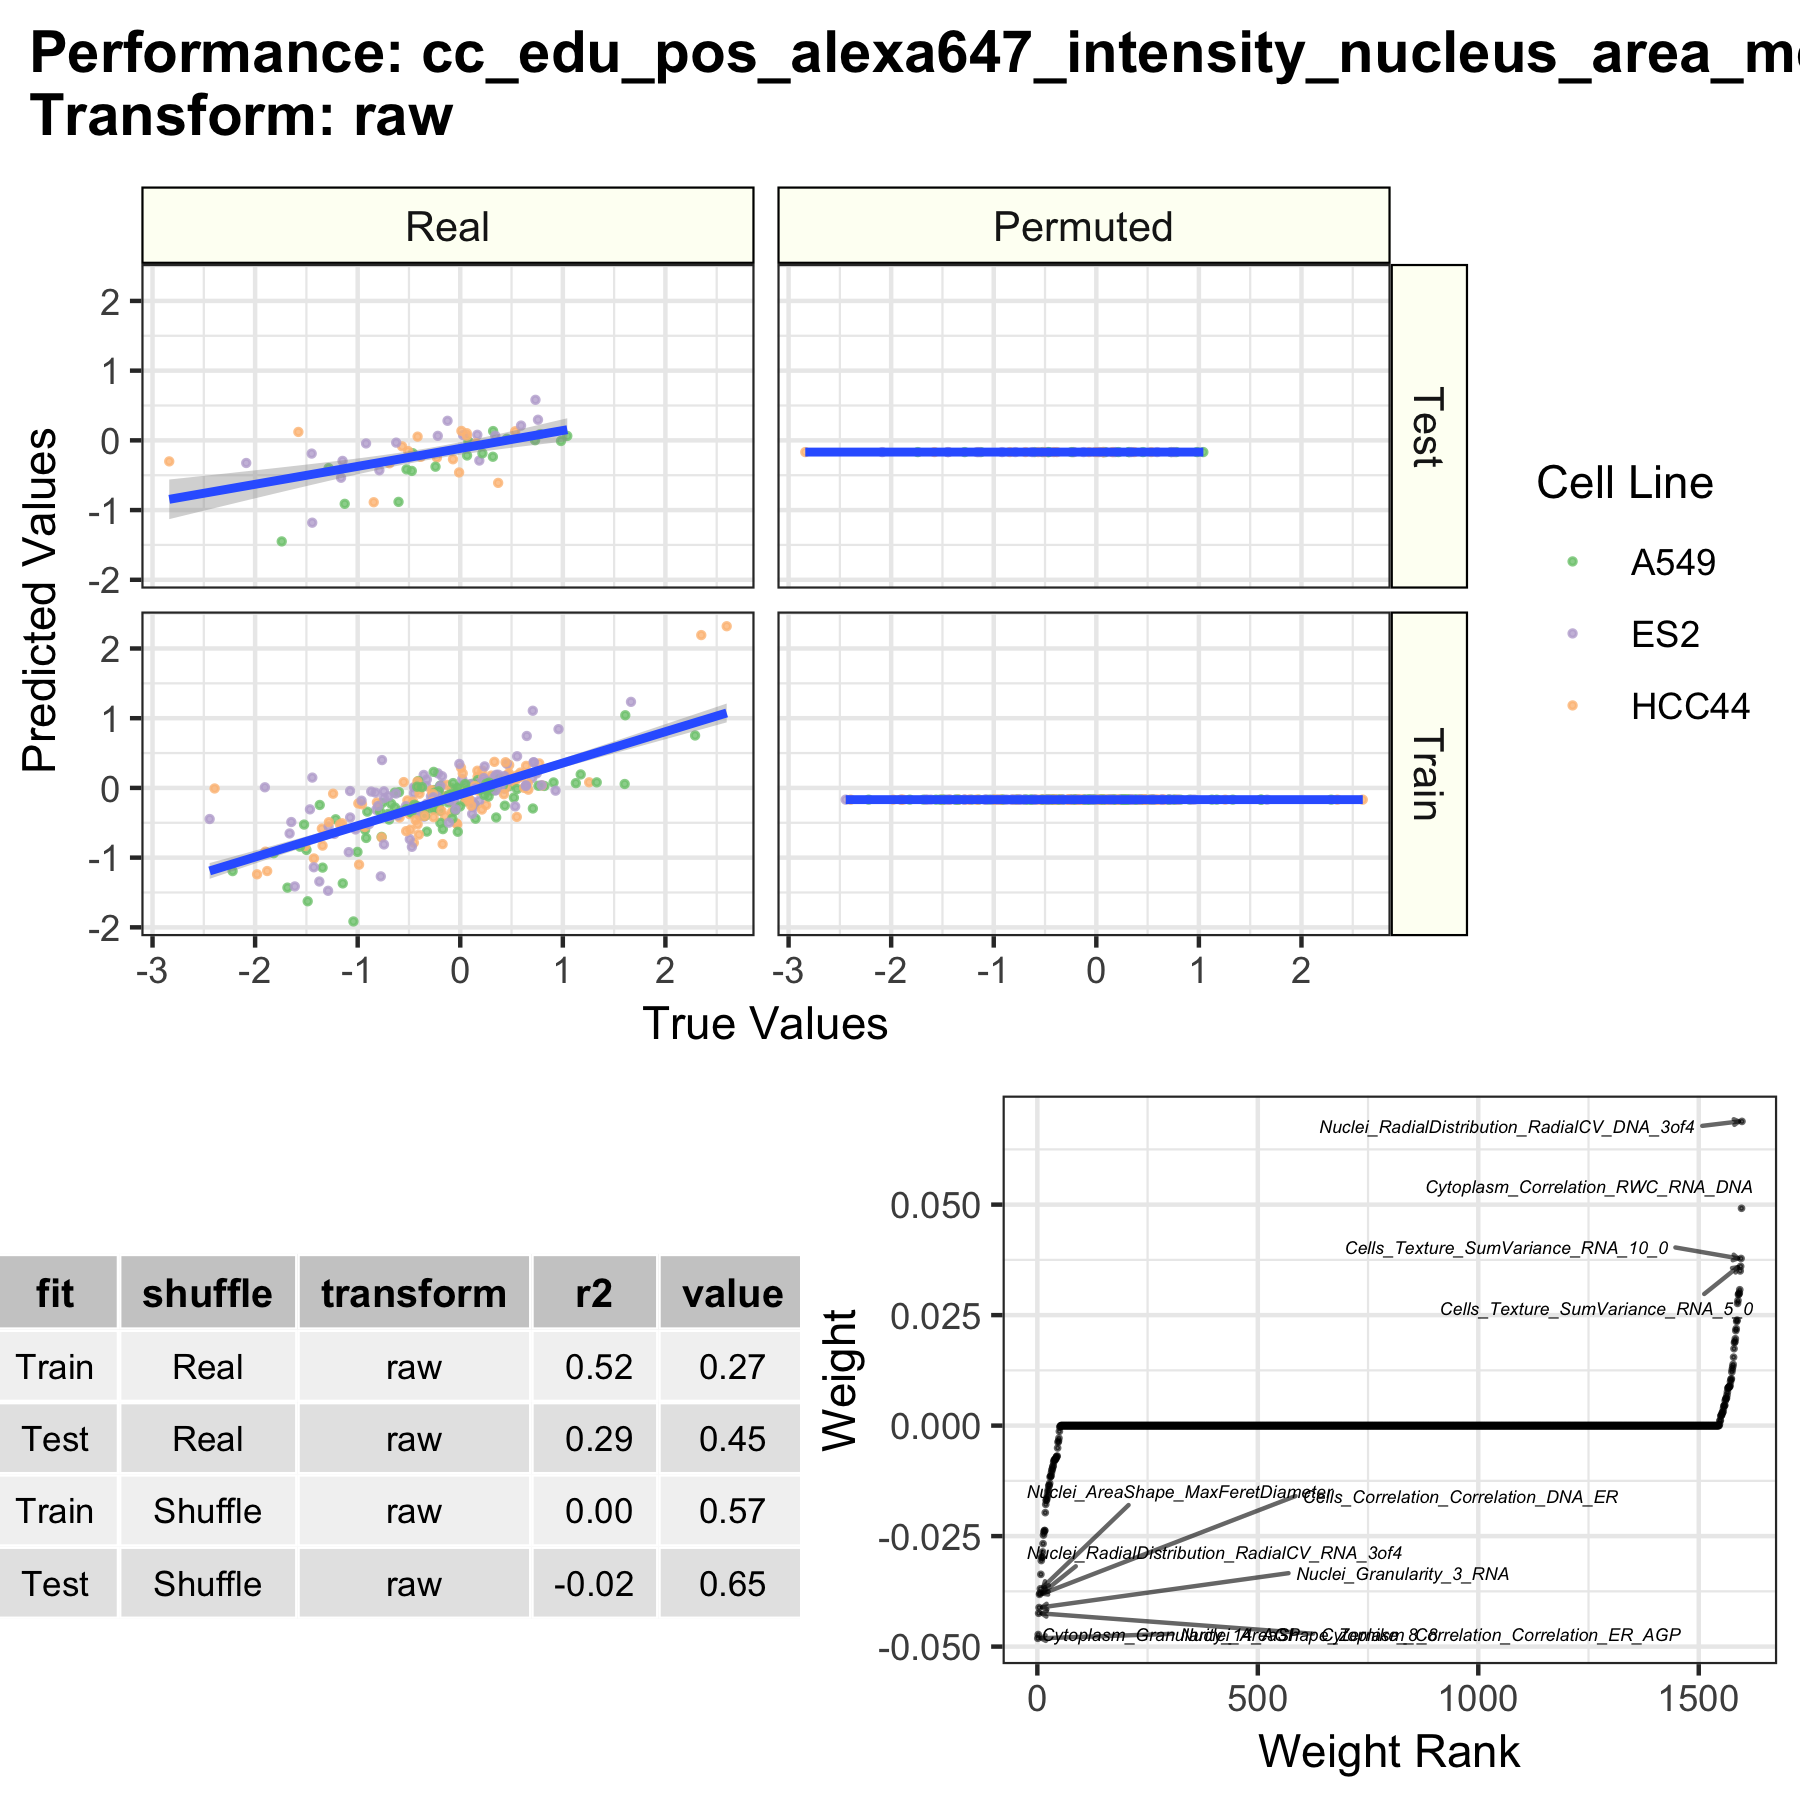 Performance: cc_edu_pos_alexa647_intensity_nucleus_area_m
Transform: raw
Real
Permuted
2
1
0
-1
-2
Test
2
1
0
-1
-2
Train
-3 -2 -1 0 1 2
-3 -2 -1 0 1 2
Predicted Values
True Values
Cell Line
A549
ES2
HCC44
fit shuffle transform r2 value
Train Real raw 0.52 0.27
Test Real raw 0.29 0.45
Train Shuffle raw 0.00 0.57
Test Shuffle raw -0.02 0.65
Weight
0.050
0.025
0.000
-0.025
-0.050
Nuclei_RadialDistribution_RadialCV_DNA_3of4
Cytoplasm_Correlation_RWC_RNA_DNA
Cells_Texture_SumVariance_RNA_10_0
Cells_Texture_SumVariance_RNA_5_0
Nuclei_AreaShape_MaxFeretDiameter
Cells_Correlation_Correlation_DNA_ER
Nuclei_RadialDistribution_RadialCV_RNA_3of4
Nuclei_Granularity_3_RNA
Cytoplasm_Granularity_14_AGP
Nuclei_AreaShape_Zernike_8_8
Cytoplasm_Correlation_Correlation_ER_AGP
0 500 1000 1500
Weight Rank